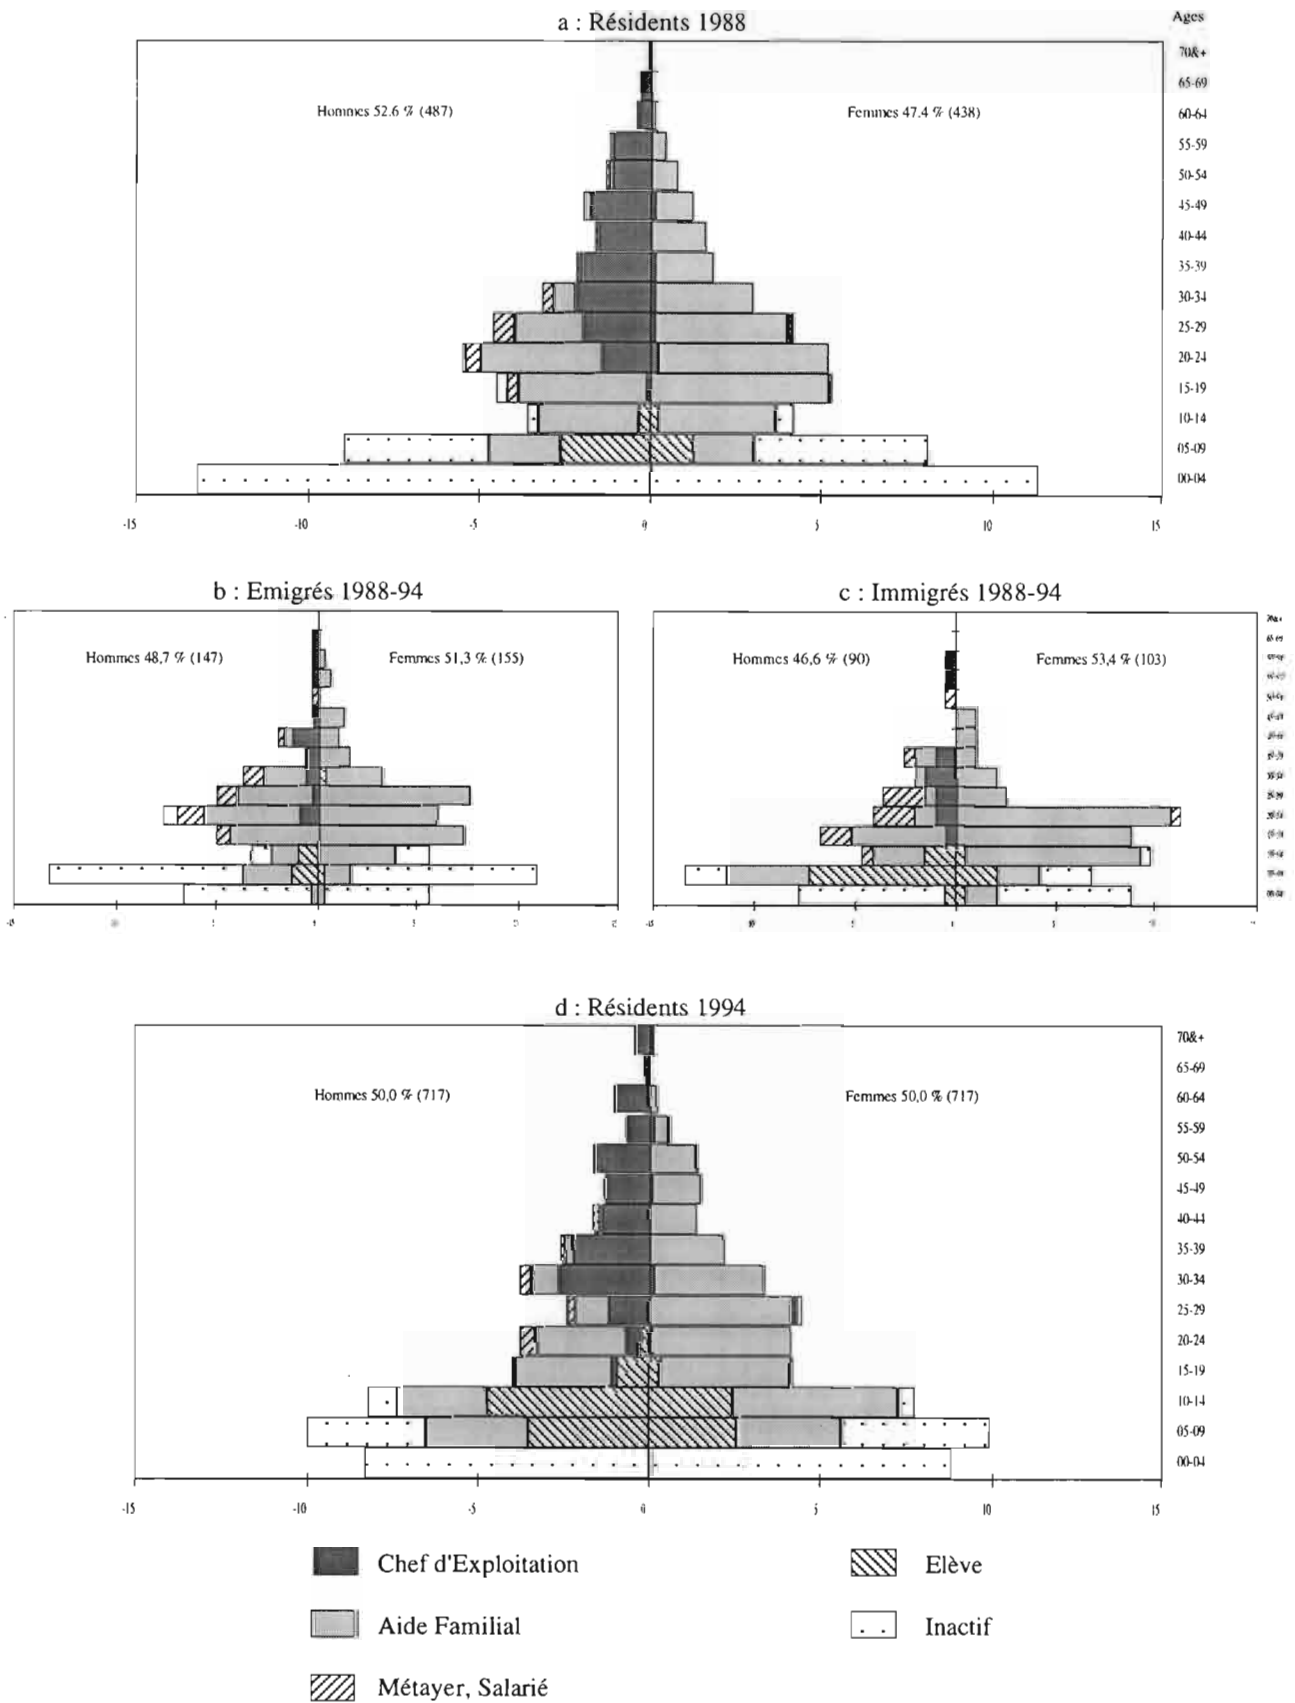 a : Résidents 1988
Ages
Hommes 52.6 % (487)
Femmes 47.4 % (438)
70&+
65-69
60-64
55-59
50-54
45-49
40-44
35-39
30-34
25-29
20-24
15-19
10-14
05-09
00-04
-15 -10 -5 0 5 10 15
b : Emigrés 1988-94
c : Immigrés 1988-94
Hommes 48,7 % (147)
Femmes 51,3 % (155)
Hommes 46,6 % (90)
Femmes 53,4 % (103)
d : Résidents 1994
Hommes 50,0 % (717)
Femmes 50,0 % (717)
70&+
65-69
60-64
55-59
50-54
45-49
40-44
35-39
30-34
25-29
20-24
15-19
10-14
05-09
00-04
-15 -10 -5 0 5 10 15
Chef d'Exploitation
Elève
Aide Familial
Inactif
Métayer, Salarié